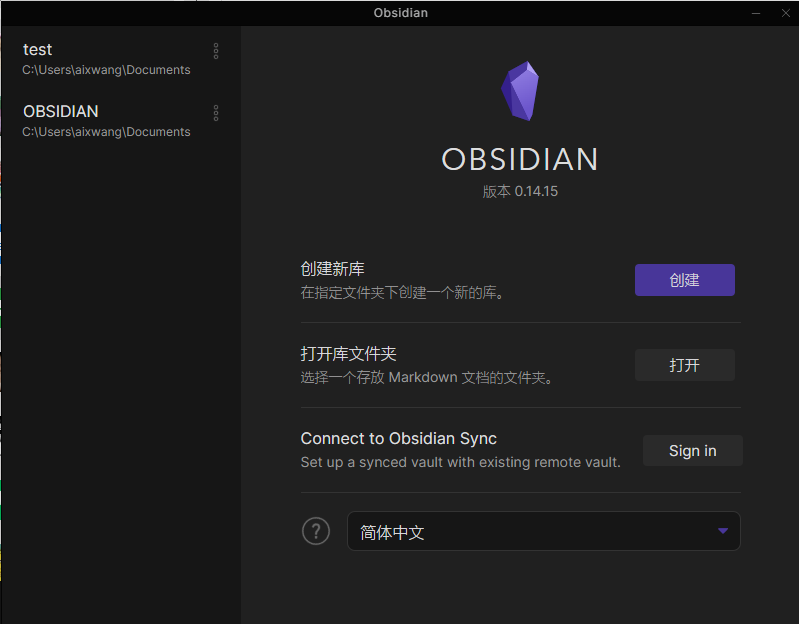 Obsidian
test
C:\Users\aixwang\Documents
OBSIDIAN
C:\Users\aixwang\Documents
OBSIDIAN
版本 0.14.15
创建新库
在指定文件夹下创建一个新的库。
创建
打开库文件夹
选择一个存放 Markdown 文档的文件夹。
打开
Connect to Obsidian Sync
Set up a synced vault with existing remote vault.
Sign in
?
简体中文